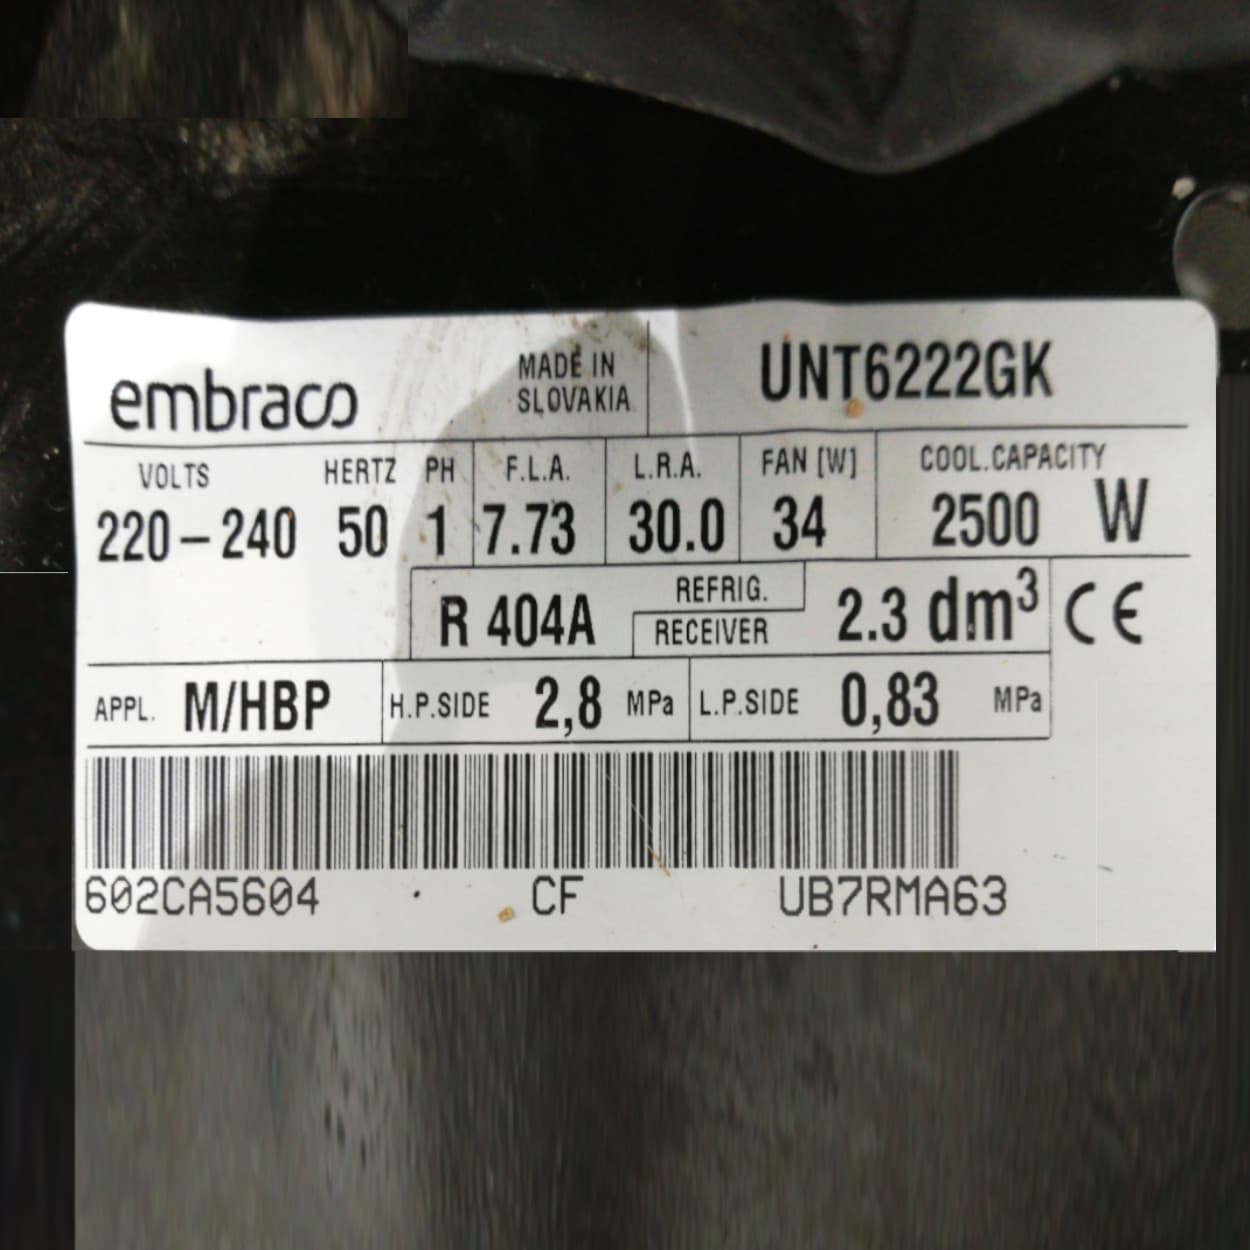 embraco MADE IN SLOVAKIA UNT6222GK
VOLTS HERTZ PH F.L.A. L.R.A. FAN [W] COOL.CAPACITY
220-240 50 1 7.73 30.0 34 2500 W
R 404A REFRIG. RECEIVER 2.3 dm³ CE
APPL. M/HBP H.P.SIDE 2,8 MPa L.P.SIDE 0,83 MPa
602CA5604 CF UB7RMA63